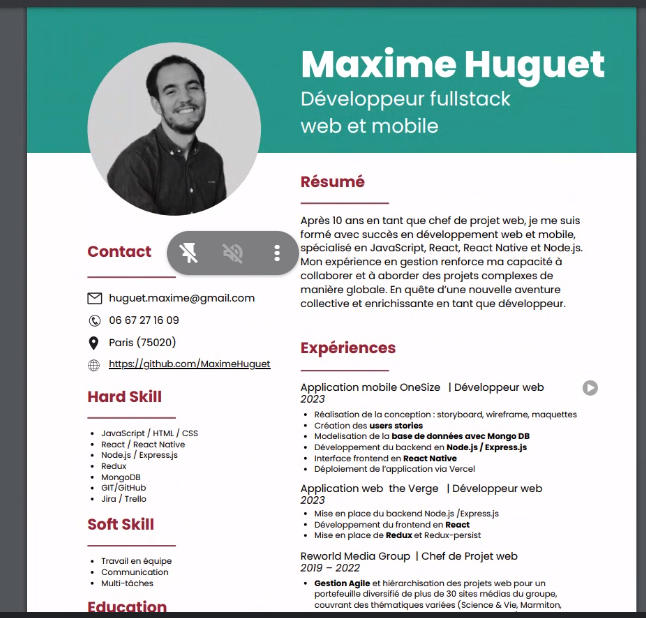 Maxime Huguet
Développeur fullstack
web et mobile
Contact
huguet.maxime@gmail.com
06 67 27 16 09
Paris (75020)
https://github.com/MaximeHuguet
Hard Skill
JavaScript / HTML / CSS
React / React Native
Node.js / Express.js
Redux
MongoDB
GIT/GitHub
Jira / Trello
Soft Skill
Travail en équipe
Communication
Multi-tâches
Education
Résumé
Après 10 ans en tant que chef de projet web, je me suis
formé avec succès en développement web et mobile,
spécialisé en JavaScript, React, React Native et Node.js.
Mon expérience en gestion renforce ma capacité à
collaborer et à aborder des projets complexes de
manière globale. En quête d'une nouvelle aventure
collective et enrichissante en tant que développeur.
Expériences
Application mobile OneSize | Développeur web
2023
Réalisation de la conception : storyboard, wireframe, maquettes
Création des users stories
Modelisation de la base de données avec Mongo DB
Développement du backend en Node.js / Express.js
Interface frontend en React Native
Déploiement de l'application via Vercel
Application web the Verge | Développeur web
2023
Mise en place du backend Node.js /Express.js
Développement du frontend en React
Mise en place de Redux et Redux-persist
Reworld Media Group | Chef de Projet web
2019 – 2022
Gestion Agile et hiérarchisation des projets web pour un
portefeuille diversifié de plus de 30 sites médias du groupe,
couvrant des thématiques variées (Science & Vie, Marmiton,